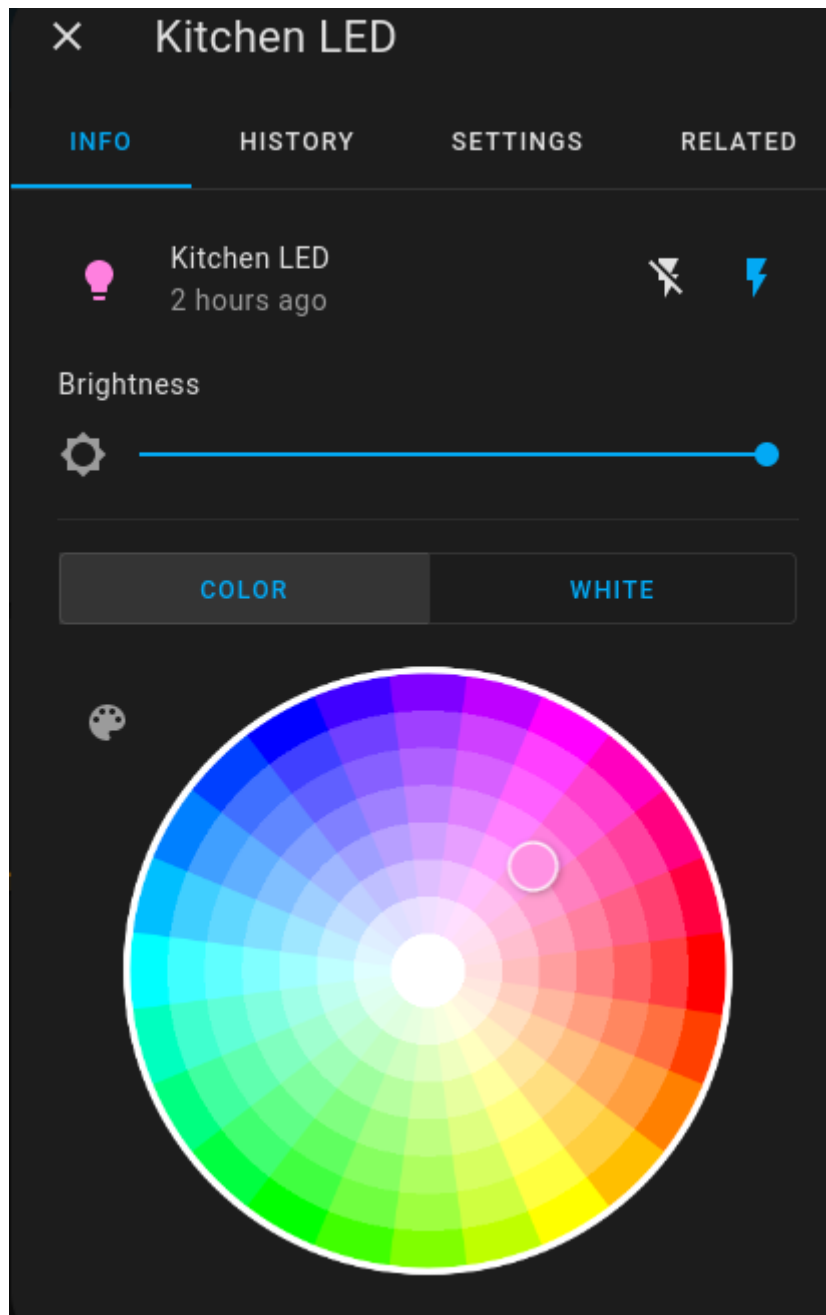 Kitchen LED
INFO HISTORY SETTINGS RELATED
Kitchen LED
2 hours ago
Brightness
COLOR WHITE